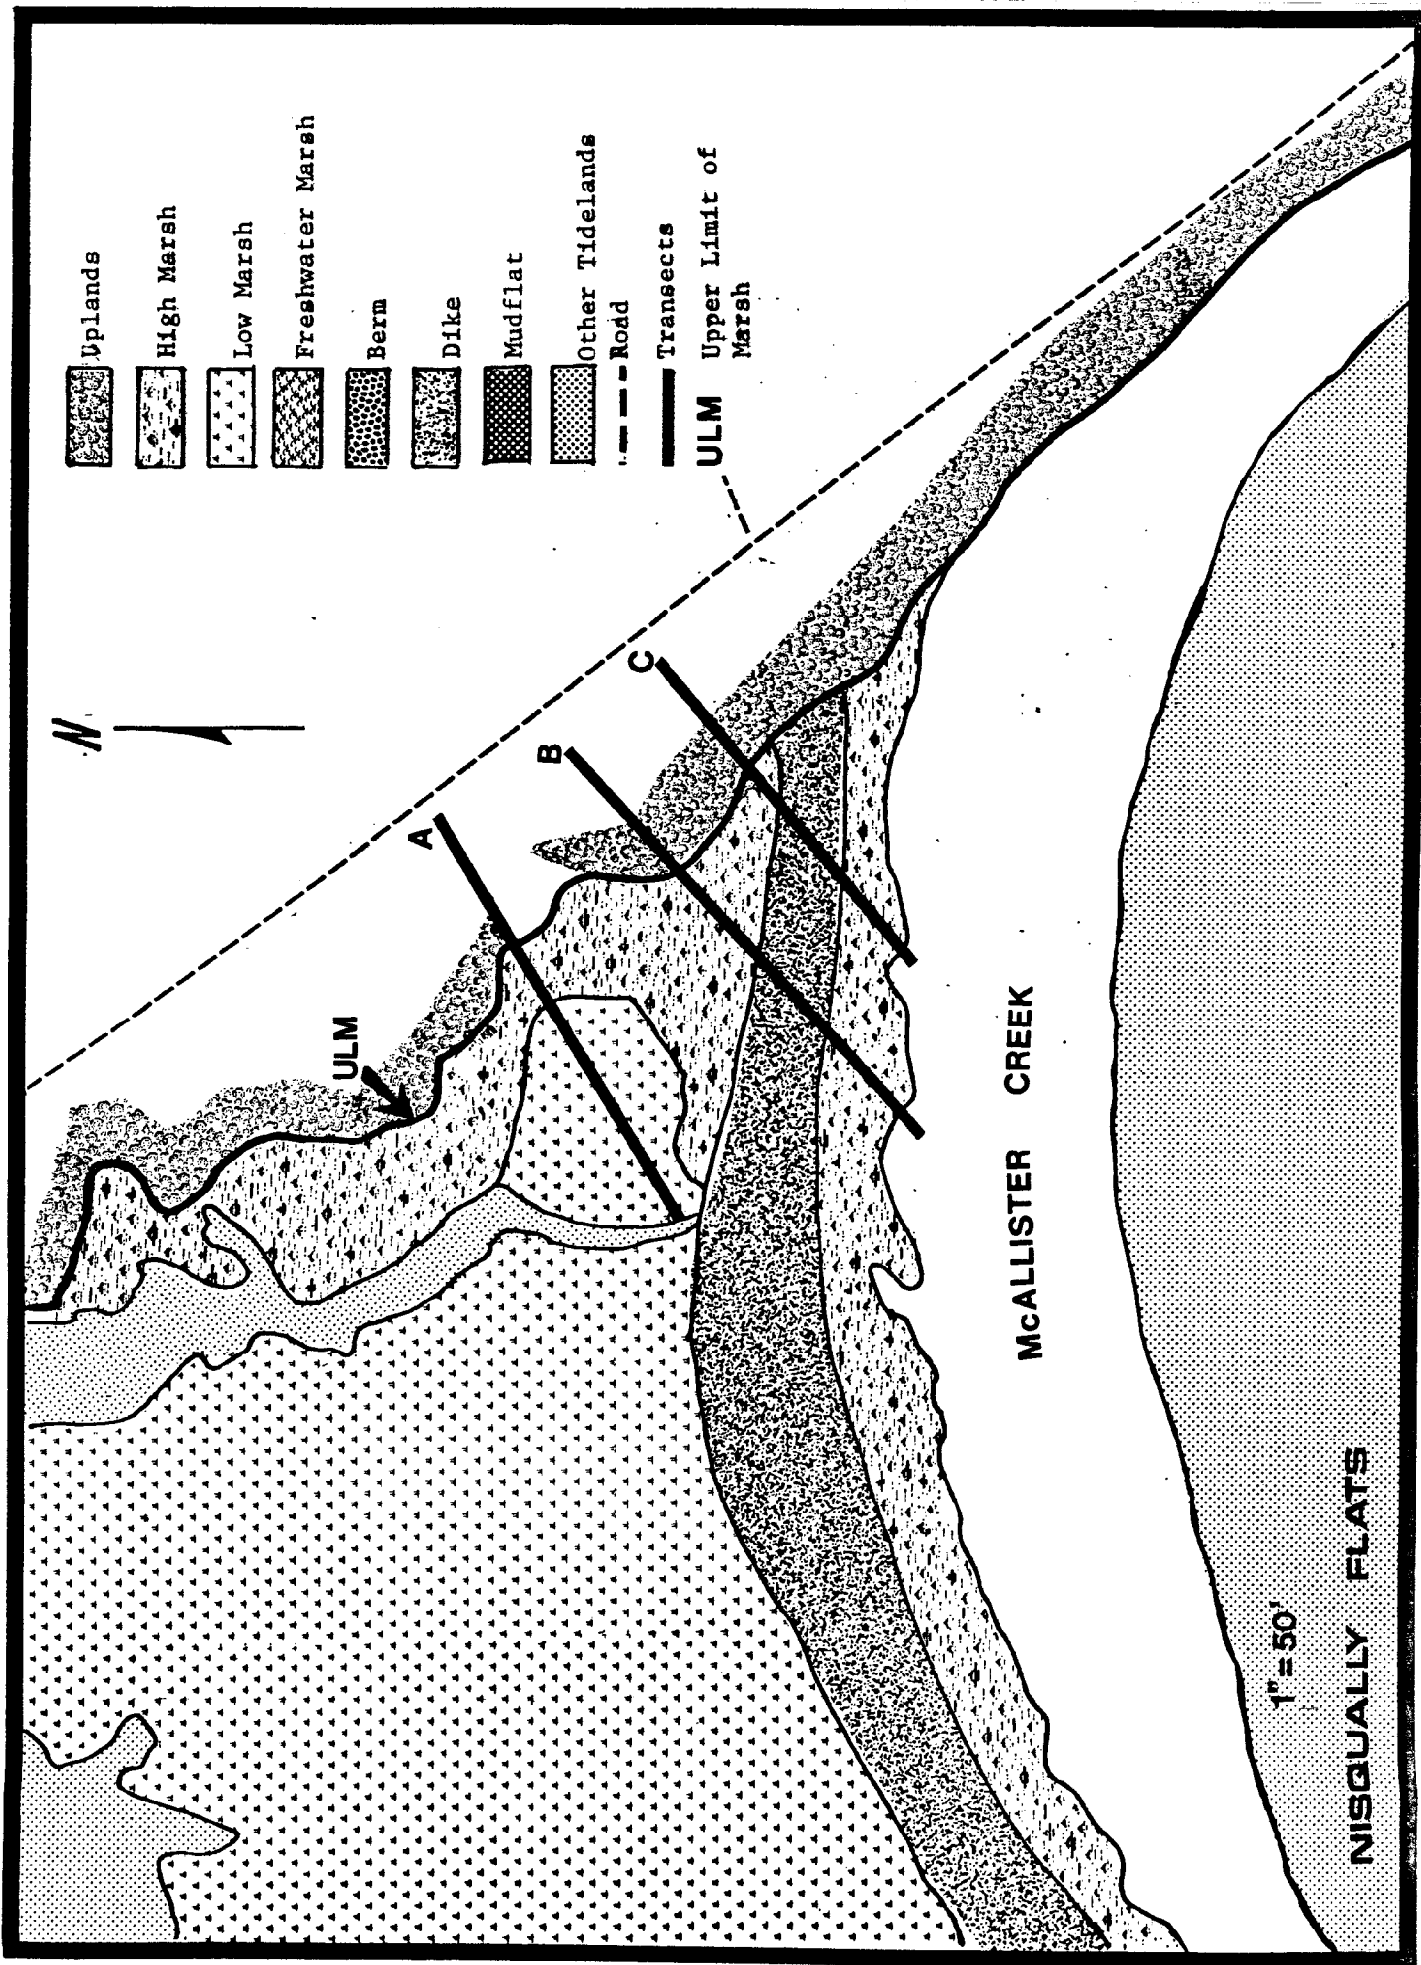 Uplands
High Marsh
Low Marsh
Freshwater Marsh
Berm
Dike
Mudflat
Other Tidelands
Road
Transects
ULM Upper Limit of
Marsh
N
A
B
C
ULM
McALLISTER CREEK
1"=50'
NISQUALLY FLATS